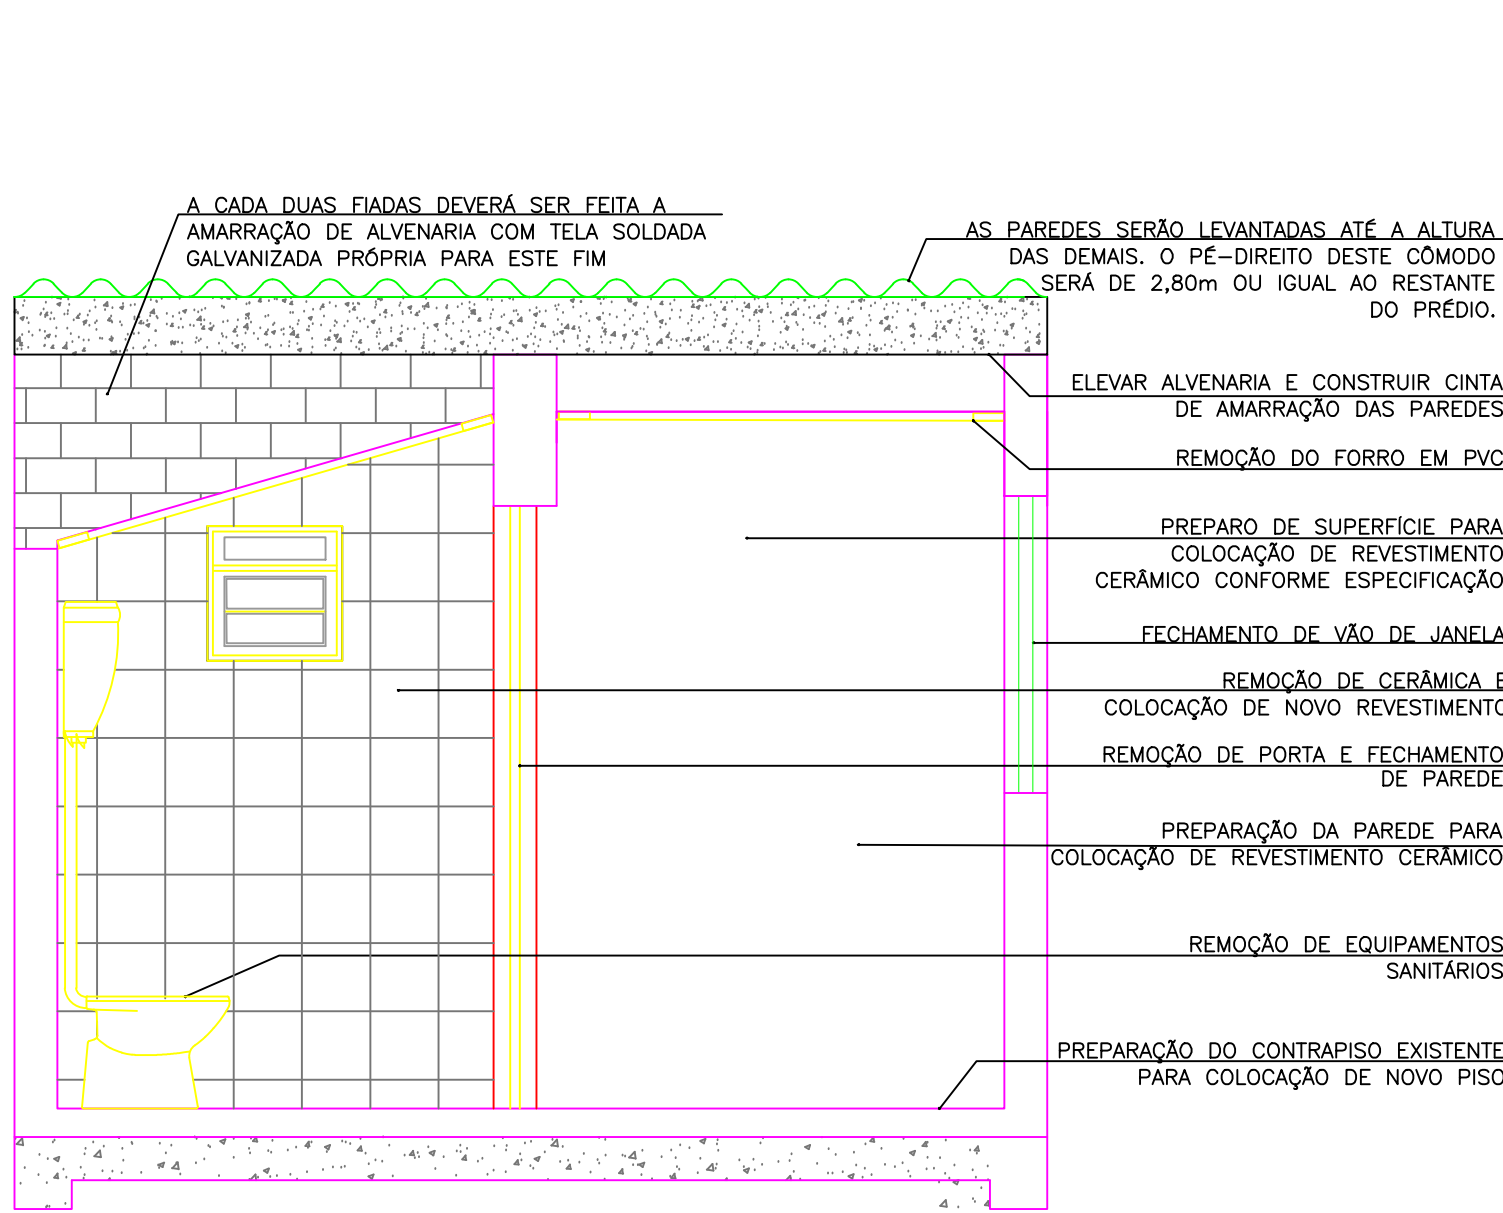 A CADA DUAS FIADAS DEVERÁ SER FEITA A
AMARRAÇÃO DE ALVENARIA COM TELA SOLDADA
GALVANIZADA PRÓPRIA PARA ESTE FIM
AS PAREDES SERÃO LEVANTADAS ATÉ A ALTURA
DAS DEMAIS. O PÉ-DIREITO DESTE CÔMODO
SERÁ DE 2,80m OU IGUAL AO RESTANTE
DO PRÉDIO.
ELEVAR ALVENARIA E CONSTRUIR CINTA
DE AMARRAÇÃO DAS PAREDES
REMOÇÃO DO FORRO EM PVC
PREPARO DE SUPERFÍCIE PARA
COLOCAÇÃO DE REVESTIMENTO
CERÂMICO CONFORME ESPECIFICAÇÃO
FECHAMENTO DE VÃO DE JANELA
REMOÇÃO DE CERÂMICA E
COLOCAÇÃO DE NOVO REVESTIMENTO
REMOÇÃO DE PORTA E FECHAMENTO
DE PAREDE
PREPARAÇÃO DA PAREDE PARA
COLOCAÇÃO DE REVESTIMENTO CERÂMICO
REMOÇÃO DE EQUIPAMENTOS
SANITÁRIOS
PREPARAÇÃO DO CONTRAPISO EXISTENTE
PARA COLOCAÇÃO DE NOVO PISO